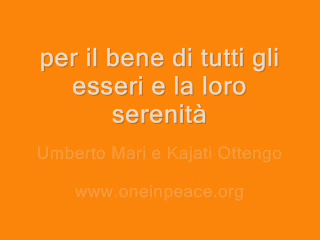 per il bene di tutti gli
esseri e la loro
serenità
Umberto Mari e Kajati Ottengo
www.oneinpeace.org